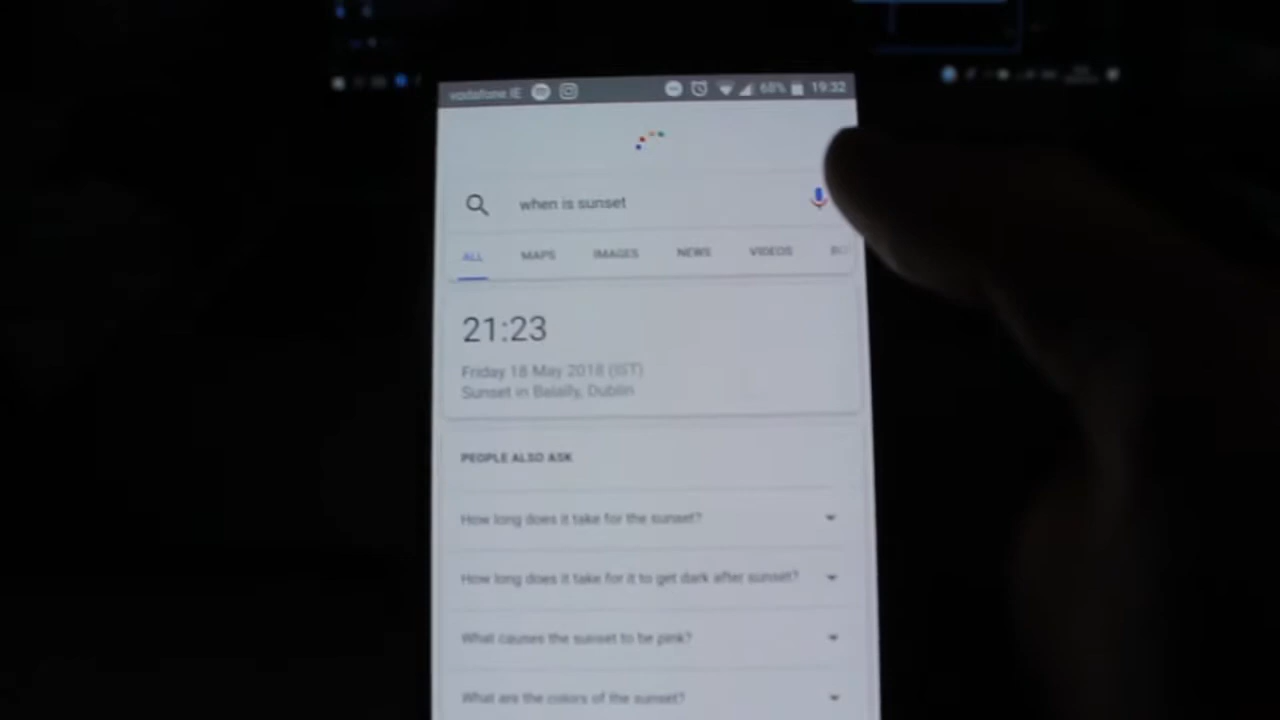 vodafone IE 68% 19:32
when is sunset
ALL MAPS IMAGES NEWS VIDEOS
21:23
Friday 18 May 2018 (IST)
Sunset in Balally, Dublin
PEOPLE ALSO ASK
How long does it take for the sunset?
How long does it take for it to get dark after sunset?
What causes the sunset to be pink?
What are the colors of the sunset?